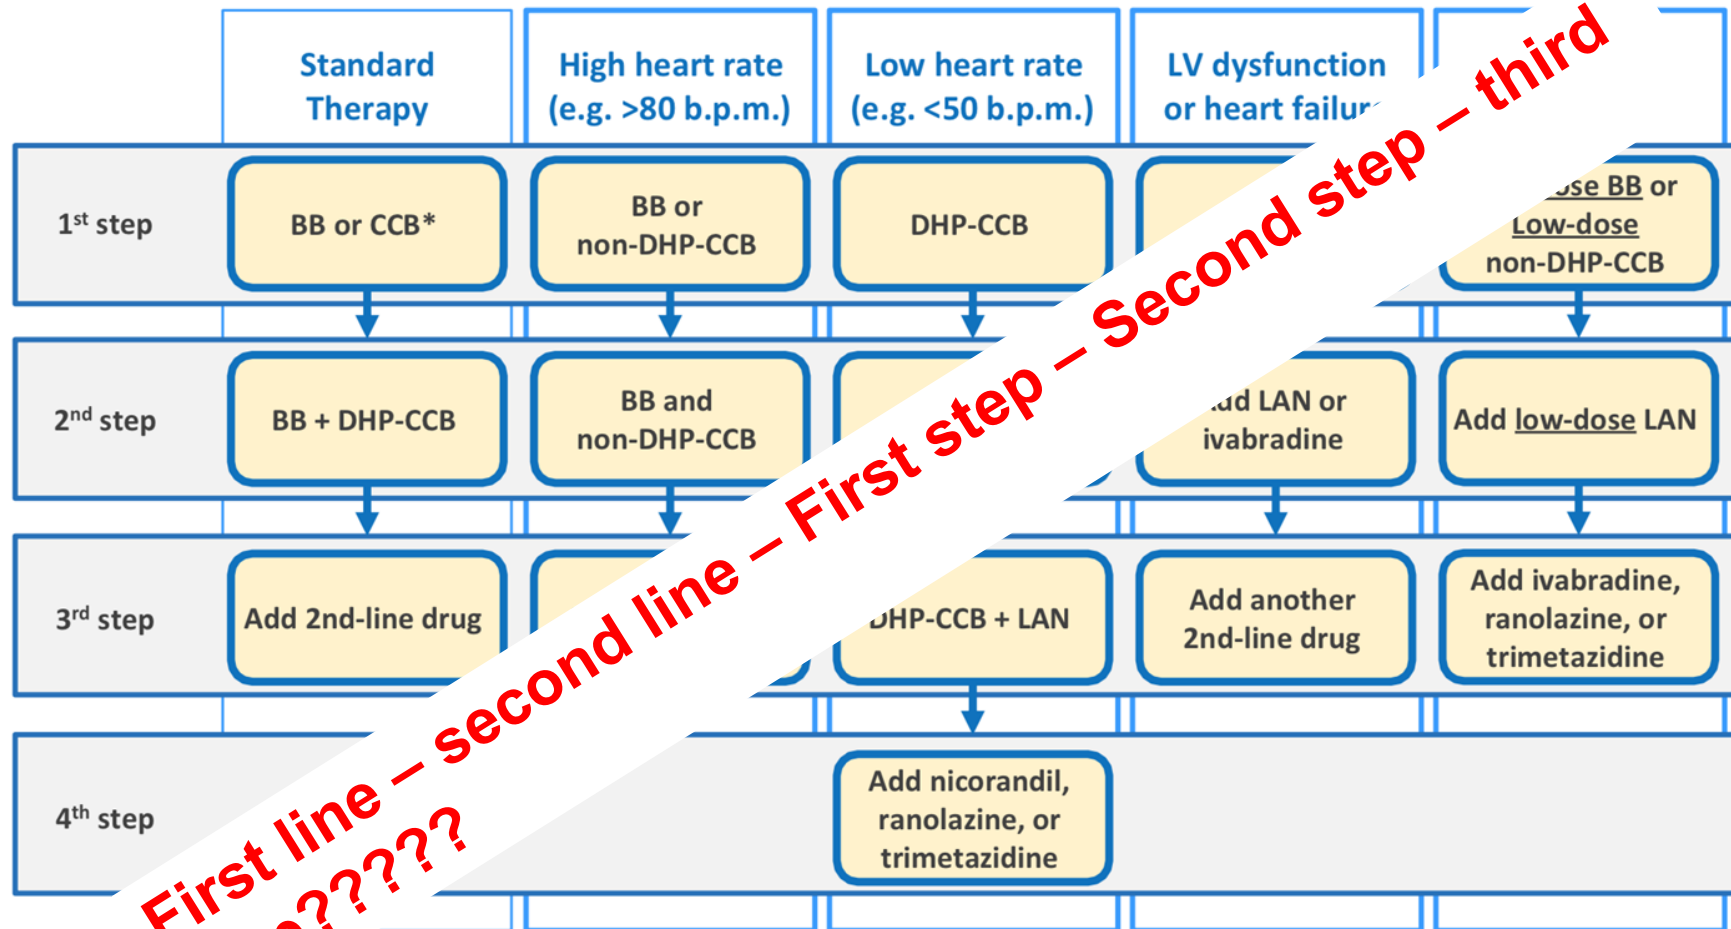 Standard
Therapy
High heart rate
(e.g. >80 b.p.m.)
Low heart rate
(e.g. <50 b.p.m.)
LV dysfunction
or heart failure
1st step
BB or CCB*
BB or
non-DHP-CCB
DHP-CCB
BB or
Low-dose
non-DHP-CCB
2nd step
BB + DHP-CCB
BB and
non-DHP-CCB
LAN or
ivabradine
Add low-dose LAN
3rd step
Add 2nd-line drug
DHP-CCB + LAN
Add another
2nd-line drug
Add ivabradine,
ranolazine, or
trimetazidine
4th step
Add nicorandil,
ranolazine, or
trimetazidine
First line – second line – First step – Second step – third
?????